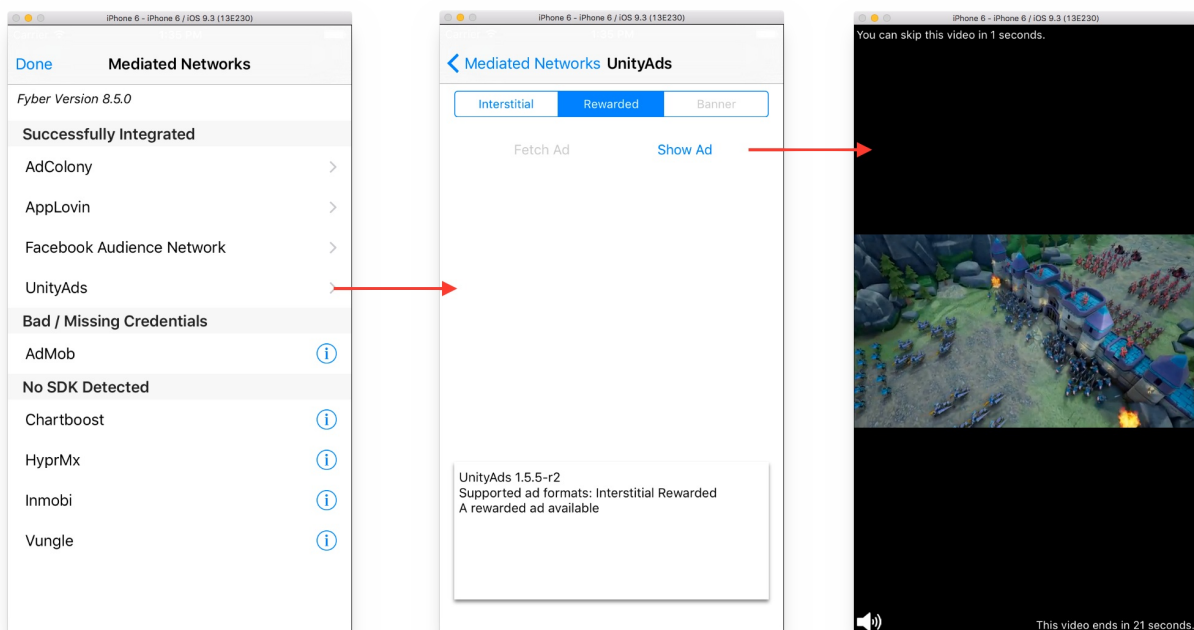 iPhone 6 - iPhone 6 / iOS 9.3 (13E230)
Done
Mediated Networks
Fyber Version 8.5.0
Successfully Integrated
AdColony
AppLovin
Facebook Audience Network
UnityAds
Bad / Missing Credentials
AdMob
No SDK Detected
Chartboost
HyprMx
Inmobi
Vungle
iPhone 6 - iPhone 6 / iOS 9.3 (13E230)
Mediated Networks UnityAds
Interstitial
Rewarded
Banner
Fetch Ad
Show Ad
UnityAds 1.5.5-r2
Supported ad formats: Interstitial Rewarded
A rewarded ad available
iPhone 6 - iPhone 6 / iOS 9.3 (13E230)
You can skip this video in 1 seconds.
This video ends in 21 seconds.